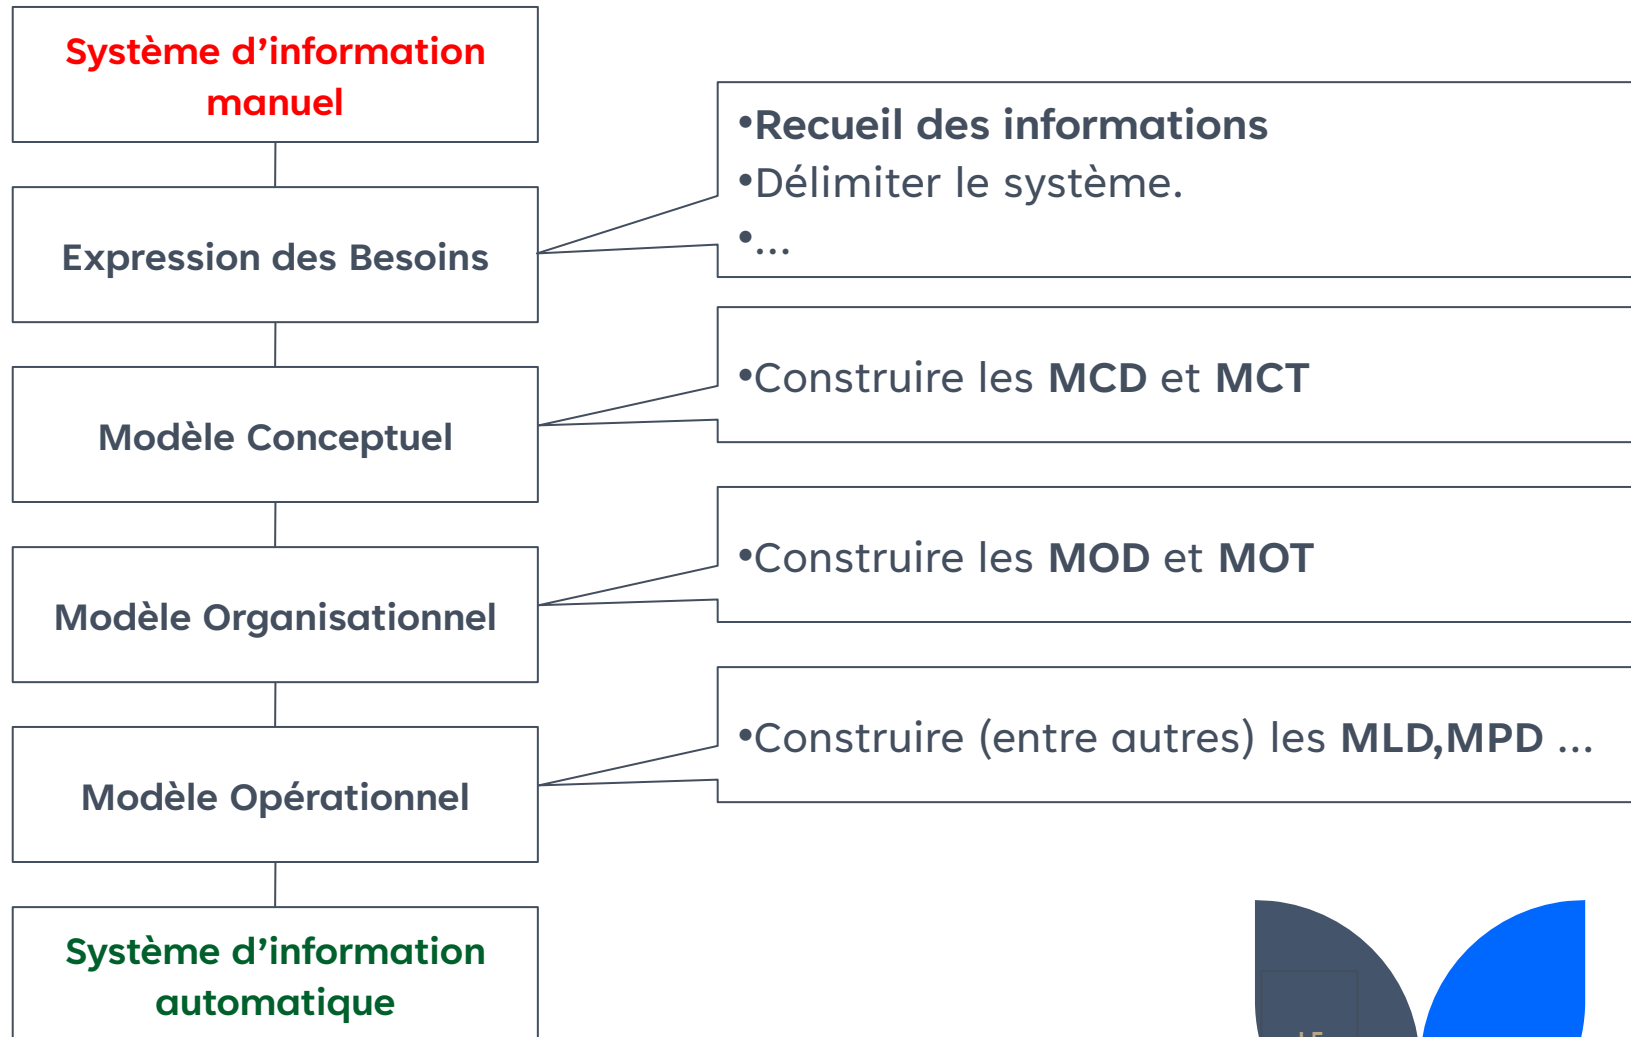 Système d’information
manuel
•Recueil des informations
•Délimiter le système.
•...
Expression des Besoins
•Construire les MCD et MCT
Modèle Conceptuel
•Construire les MOD et MOT
Modèle Organisationnel
•Construire (entre autres) les MLD,MPD ...
Modèle Opérationnel
Système d’information
automatique